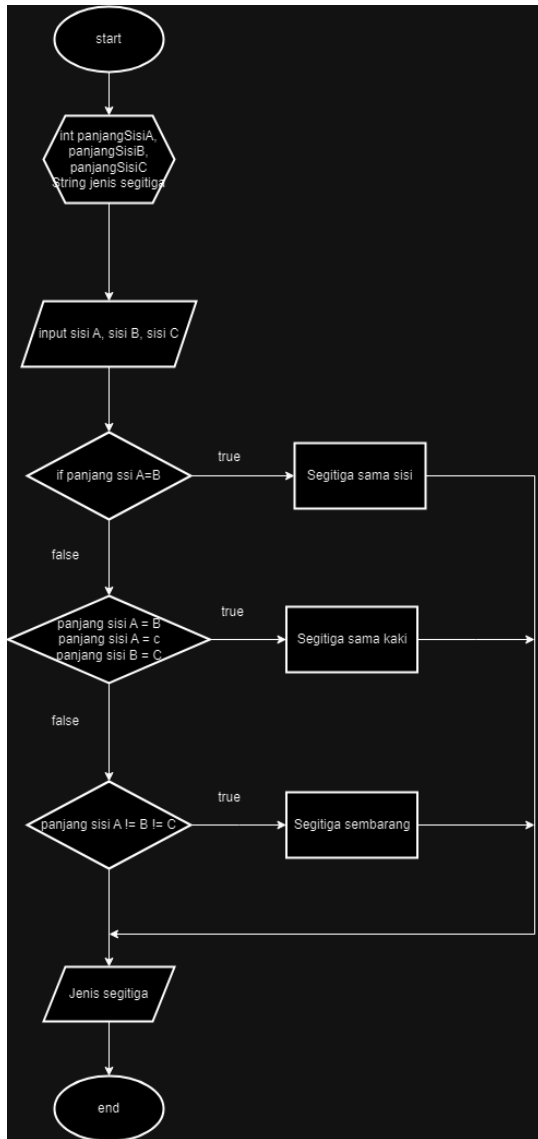 start
int panjangSisiA,
panjangSisiB,
panjangSisiC
String jenis segitiga
input sisi A, sisi B, sisi C
if panjang ssi A=B
true
Segitiga sama sisi
false
panjang sisi A = B
panjang sisi A = c
panjang sisi B = C
true
Segitiga sama kaki
false
panjang sisi A != B != C
true
Segitiga sembarang
Jenis segitiga
end